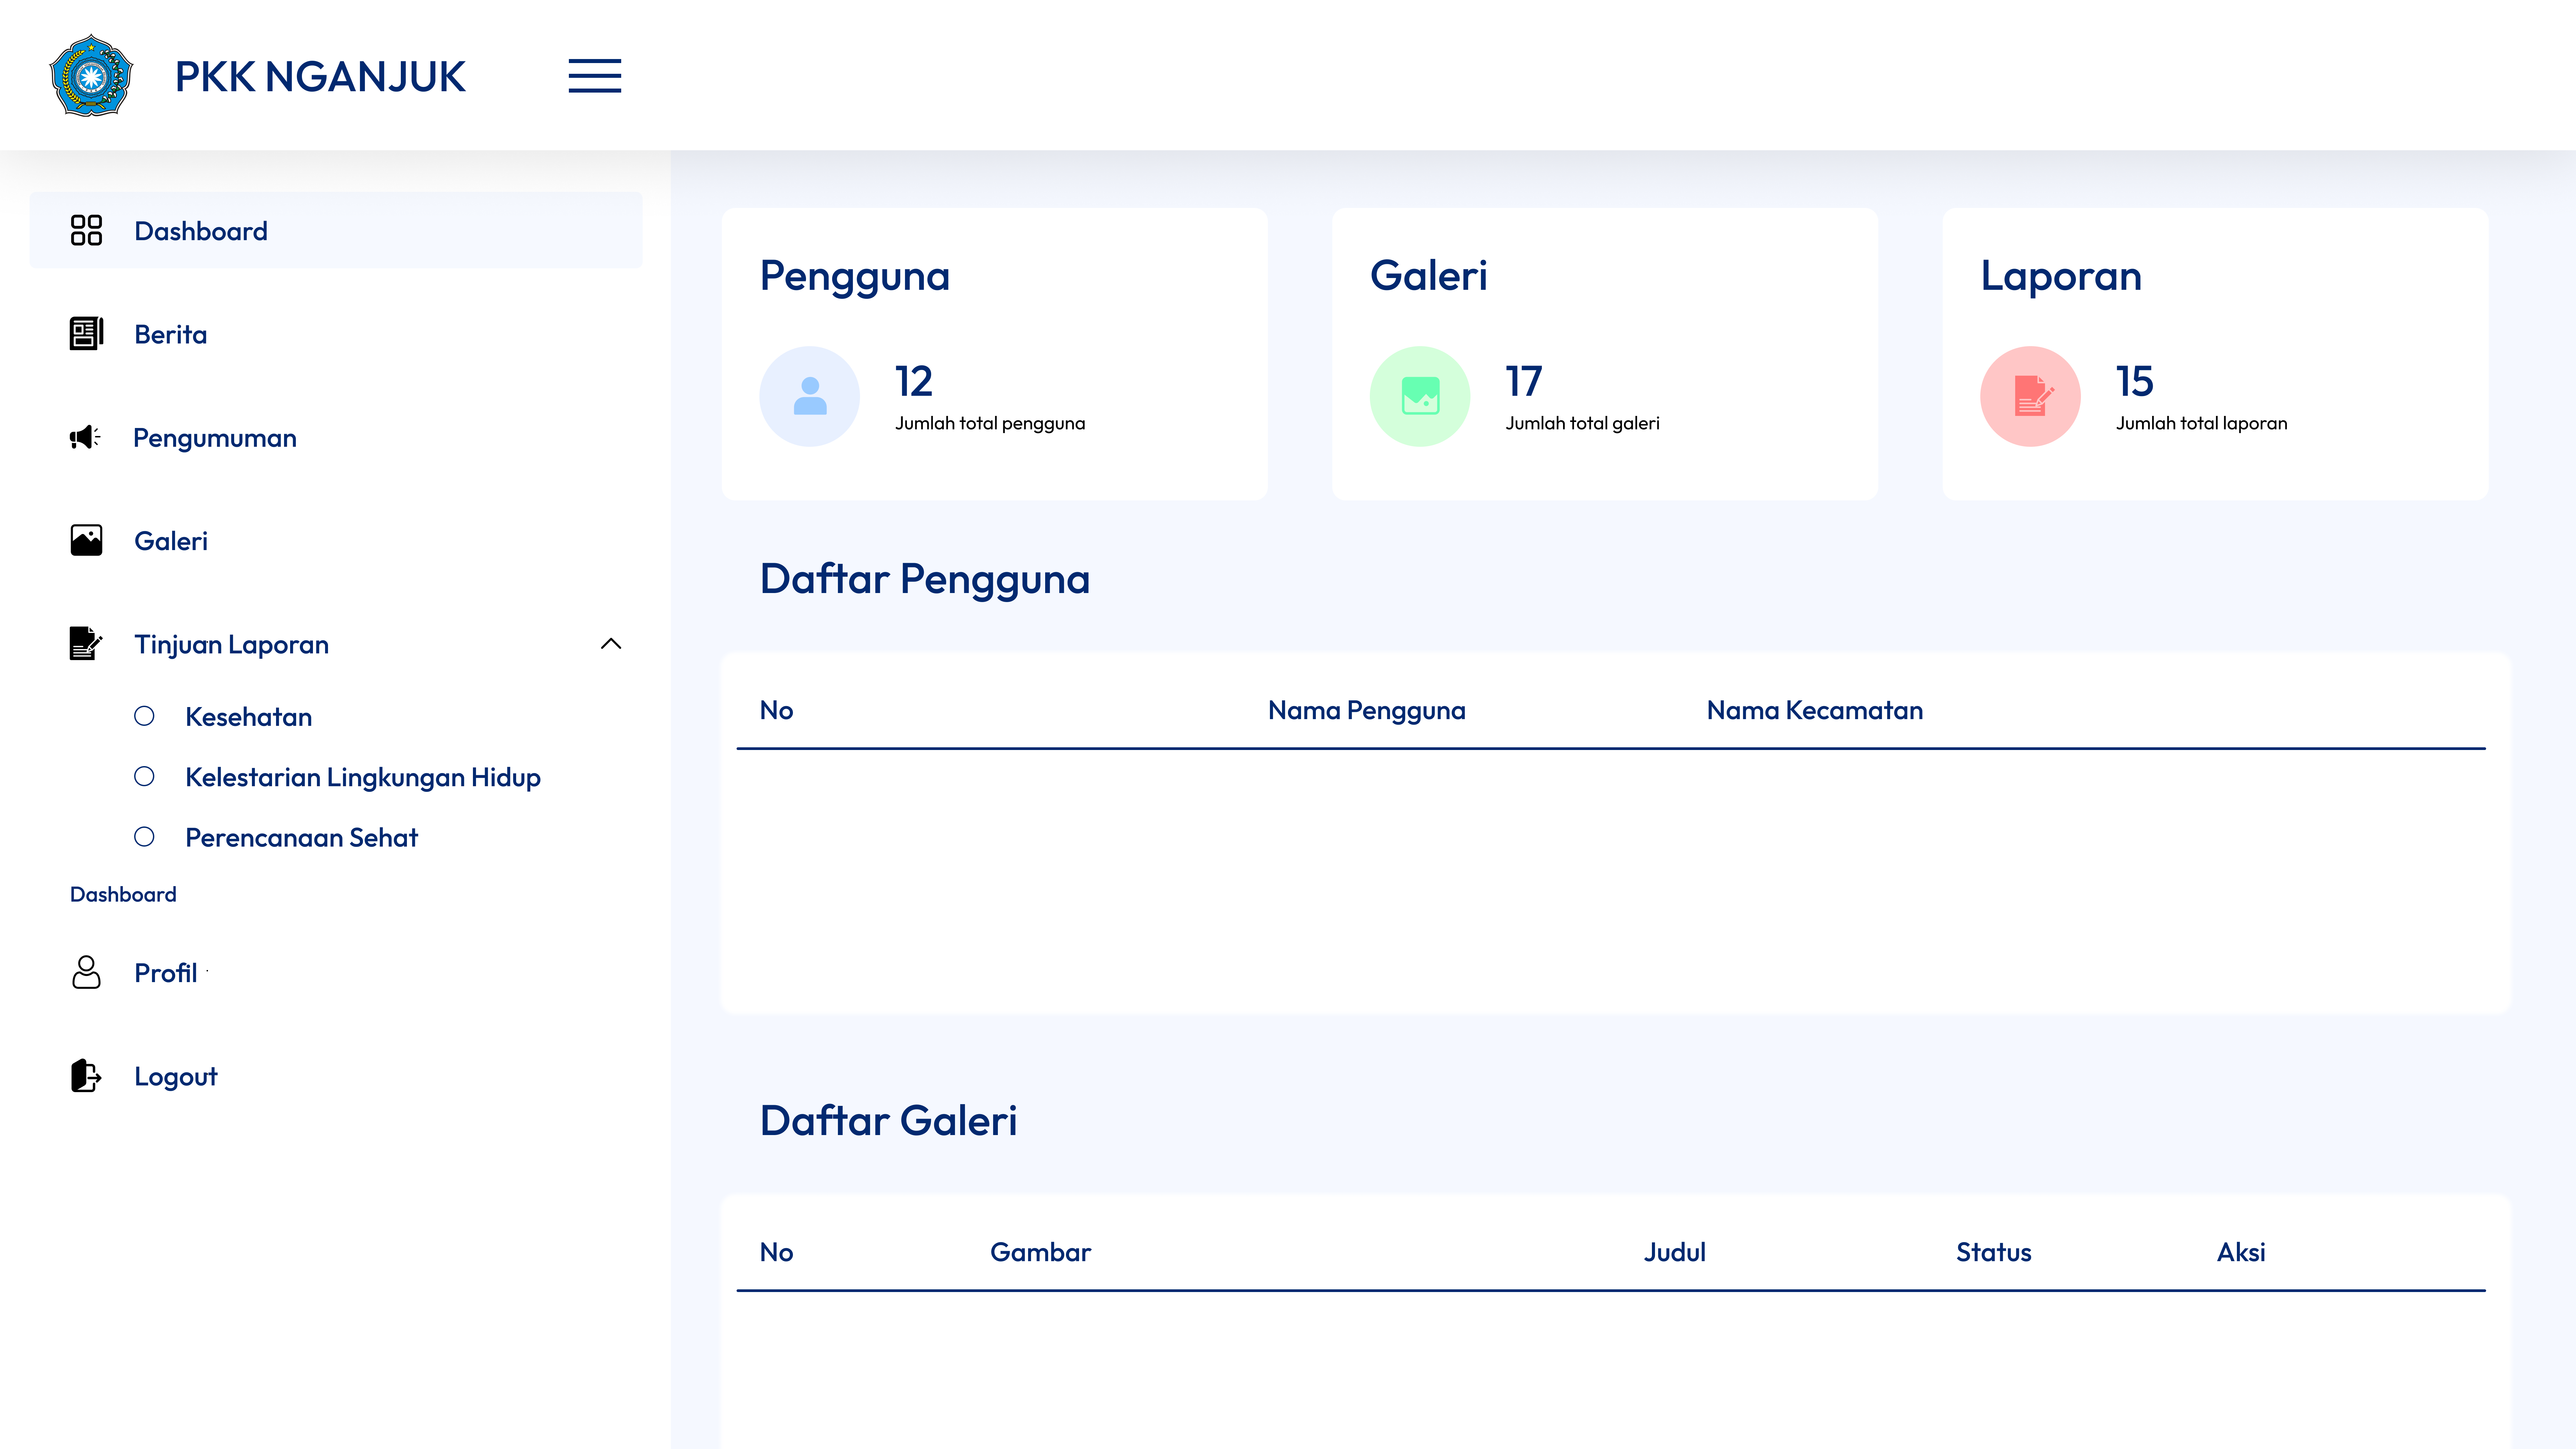 PKK NGANJUK
Dashboard
Berita
Pengumuman
Galeri
Tinjuan Laporan
Kesehatan
Kelestarian Lingkungan Hidup
Perencanaan Sehat
Dashboard
Profil
Logout
Pengguna
12
Jumlah total pengguna
Galeri
17
Jumlah total galeri
Laporan
15
Jumlah total laporan
Daftar Pengguna
No Nama Pengguna Nama Kecamatan
Daftar Galeri
No Gambar Judul Status Aksi